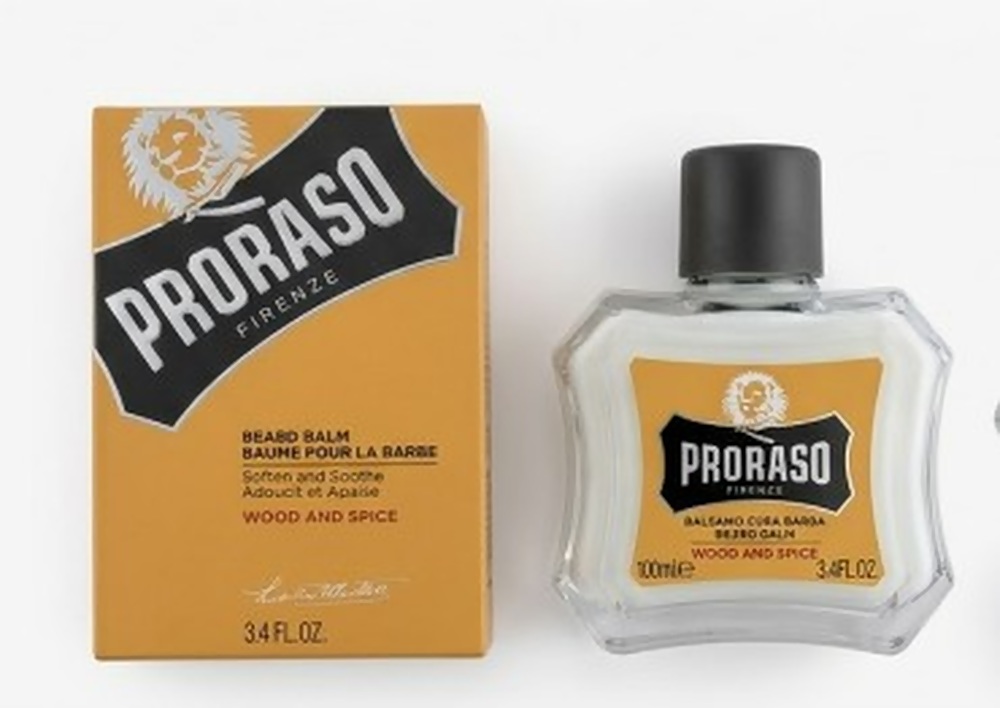 PRORASO
FIRENZE
BEARD BALM
BAUME POUR LA BARBE
Soften and Soothe
Adoucit et Apaise
WOOD AND SPICE
3.4 FL.OZ.
PRORASO
FIRENZE
BALSAMO CURA BARBA
BEARD BALM
WOOD AND SPICE
100ml℮ 3.4FL.OZ.